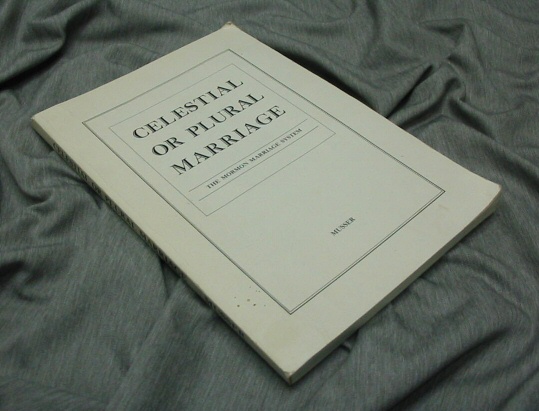 CELESTIAL
OR PLURAL
MARRIAGE
THE MORMON MARRIAGE SYSTEM
MUSSER